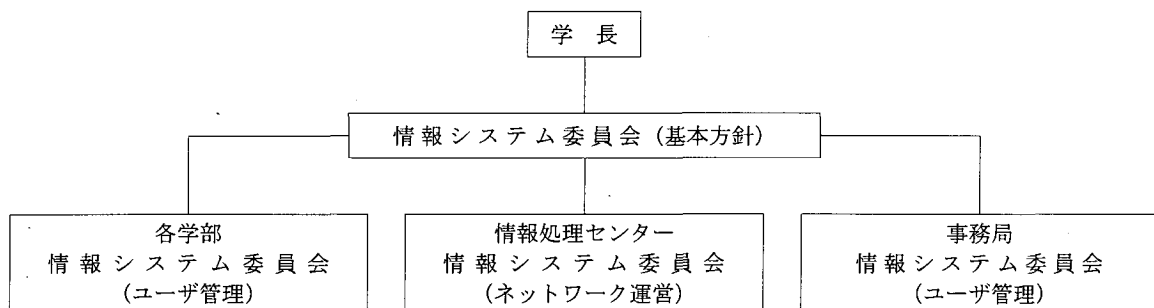 学長
情報システム委員会(基本方針)
各学部
情報システム委員会
(ユーザ管理)
情報処理センター
情報システム委員会
(ネットワーク運営)
事務局
情報システム委員会
(ユーザ管理)